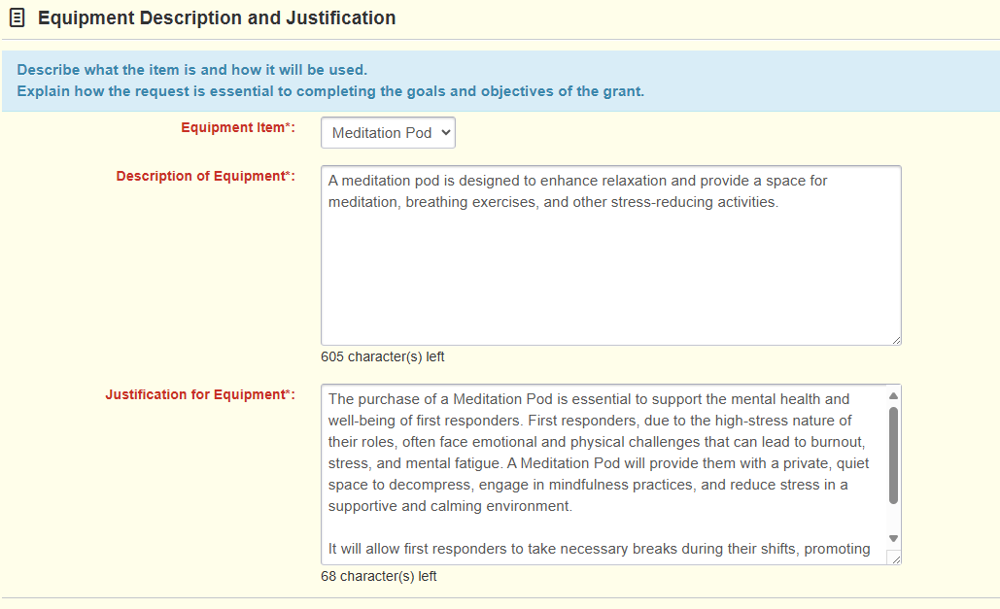 Equipment Description and Justification
Describe what the item is and how it will be used.
Explain how the request is essential to completing the goals and objectives of the grant.
Equipment Item*:
Meditation Pod
Description of Equipment*:
A meditation pod is designed to enhance relaxation and provide a space for
meditation, breathing exercises, and other stress-reducing activities.
605 character(s) left
Justification for Equipment*:
The purchase of a Meditation Pod is essential to support the mental health and
well-being of first responders. First responders, due to the high-stress nature of
their roles, often face emotional and physical challenges that can lead to burnout,
stress, and mental fatigue. A Meditation Pod will provide them with a private, quiet
space to decompress, engage in mindfulness practices, and reduce stress in a
supportive and calming environment.
It will allow first responders to take necessary breaks during their shifts, promoting
68 character(s) left